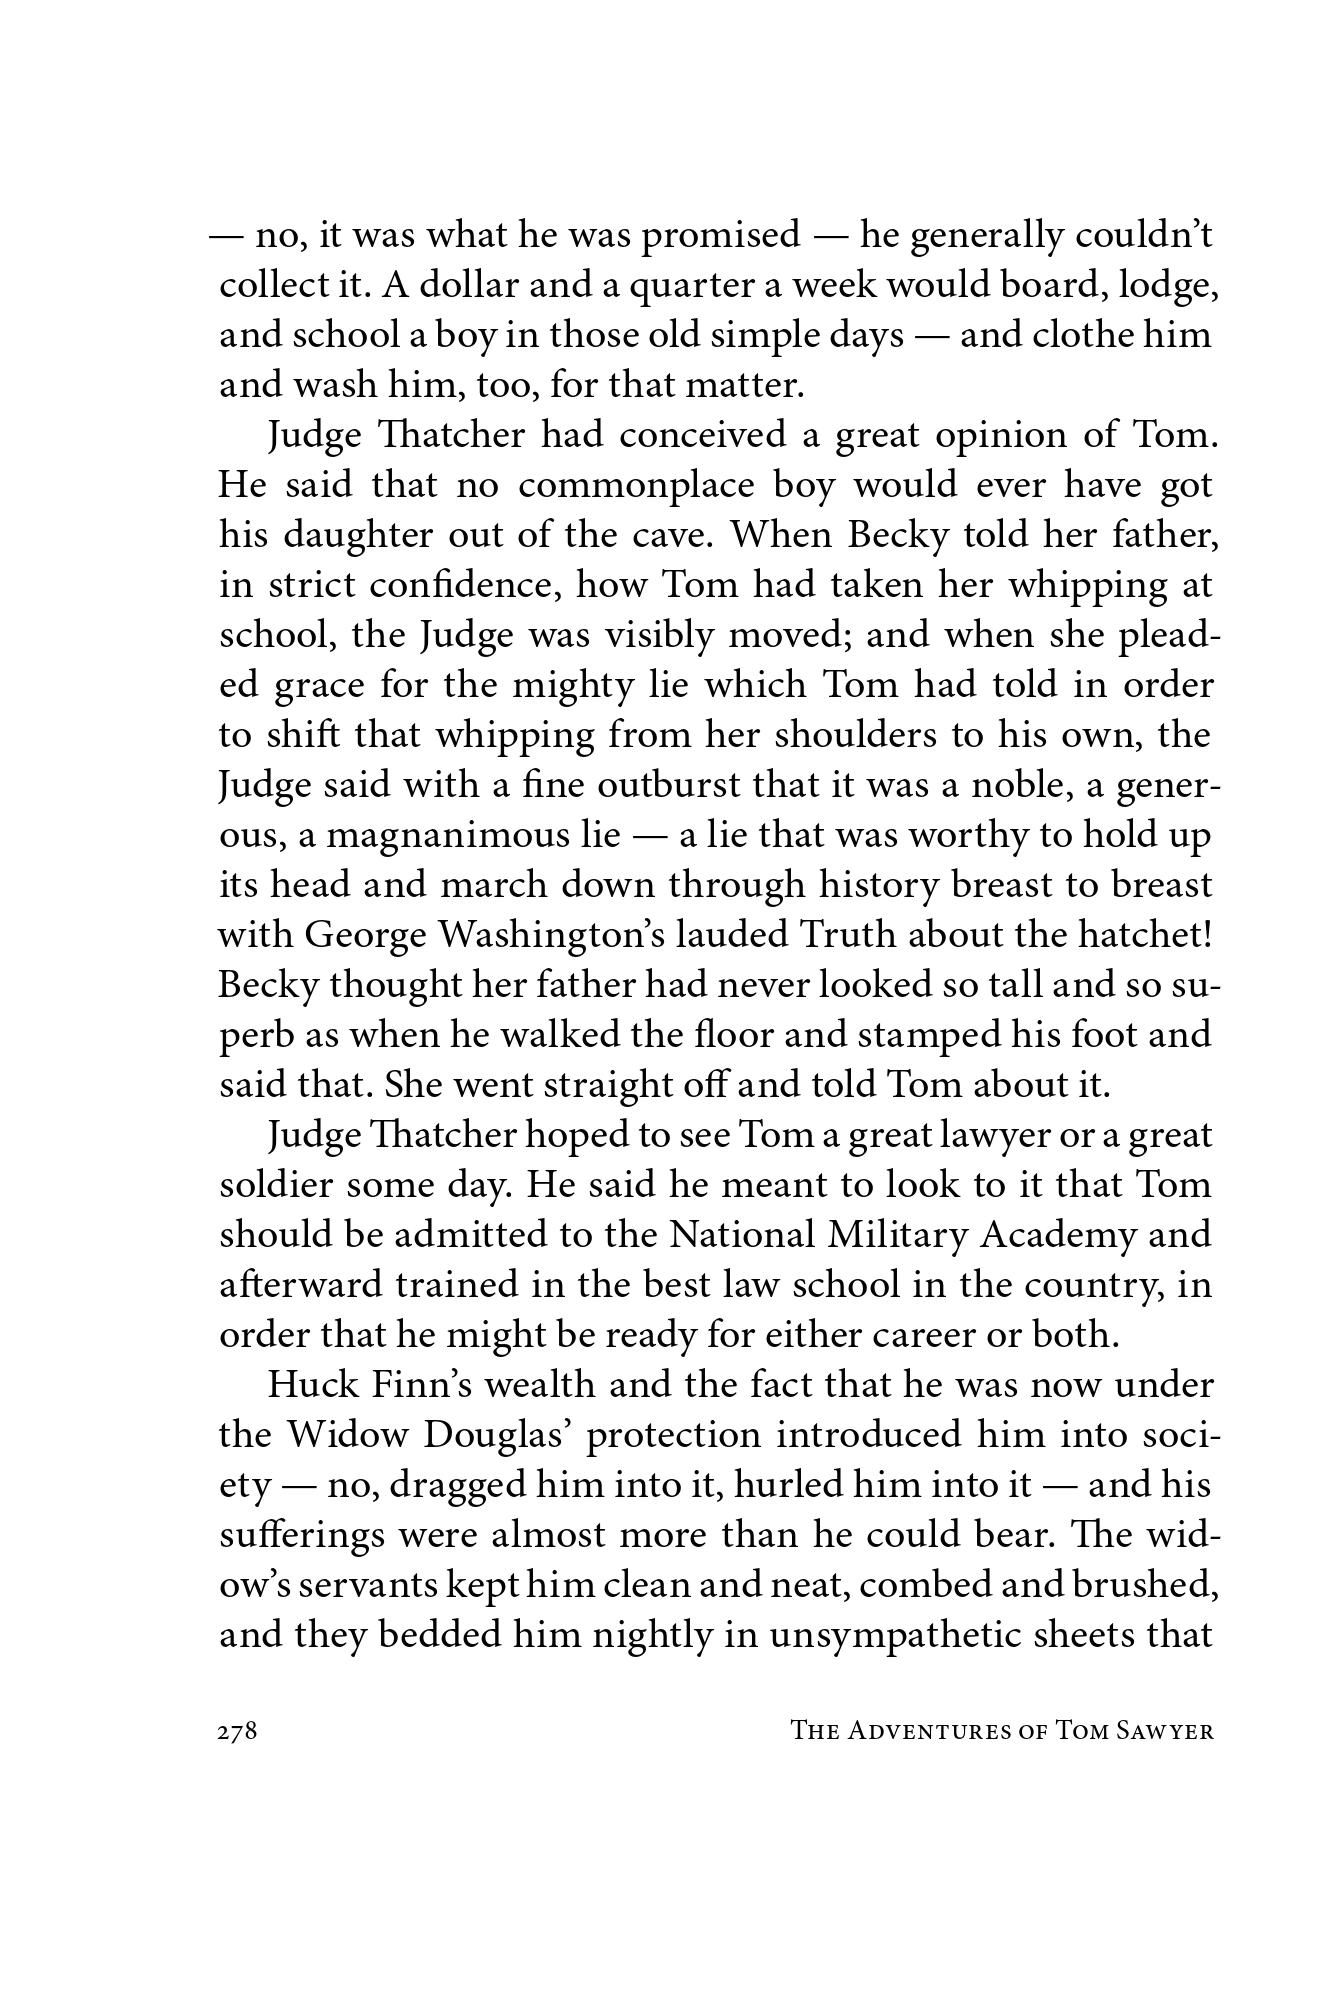 — no, it was what he was promised — he generally couldn’t
collect it. A dollar and a quarter a week would board, lodge,
and school a boy in those old simple days — and clothe him
and wash him, too, for that matter.
Judge Thatcher had conceived a great opinion of Tom.
He said that no commonplace boy would ever have got
his daughter out of the cave. When Becky told her father,
in strict confidence, how Tom had taken her whipping at
school, the Judge was visibly moved; and when she plead-
ed grace for the mighty lie which Tom had told in order
to shift that whipping from her shoulders to his own, the
Judge said with a fine outburst that it was a noble, a gener-
ous, a magnanimous lie — a lie that was worthy to hold up
its head and march down through history breast to breast
with George Washington’s lauded Truth about the hatchet!
Becky thought her father had never looked so tall and so su-
perb as when he walked the floor and stamped his foot and
said that. She went straight off and told Tom about it.
Judge Thatcher hoped to see Tom a great lawyer or a great
soldier some day. He said he meant to look to it that Tom
should be admitted to the National Military Academy and
afterward trained in the best law school in the country, in
order that he might be ready for either career or both.
Huck Finn’s wealth and the fact that he was now under
the Widow Douglas’ protection introduced him into soci-
ety — no, dragged him into it, hurled him into it — and his
sufferings were almost more than he could bear. The wid-
ow’s servants kept him clean and neat, combed and brushed,
and they bedded him nightly in unsympathetic sheets that
278 The Adventures of Tom Sawyer